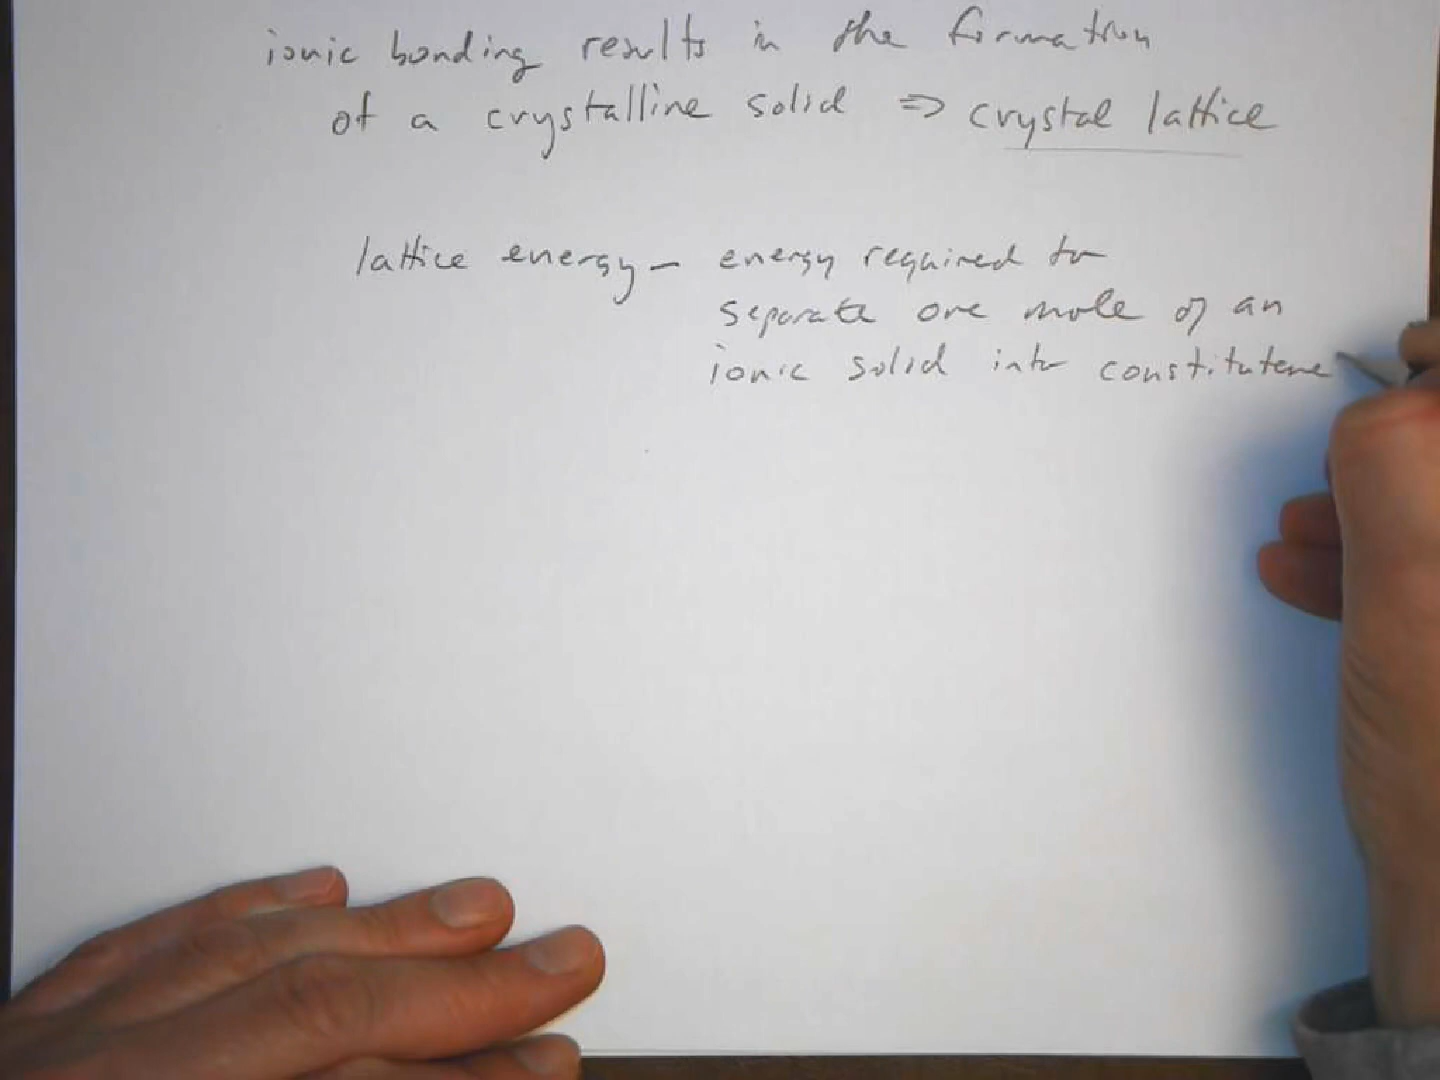 ionic bonding results in the formation
of a crystalline solid ⇒ crystal lattice
lattice energy – energy required to
separate one mole of an
ionic solid into constitutene